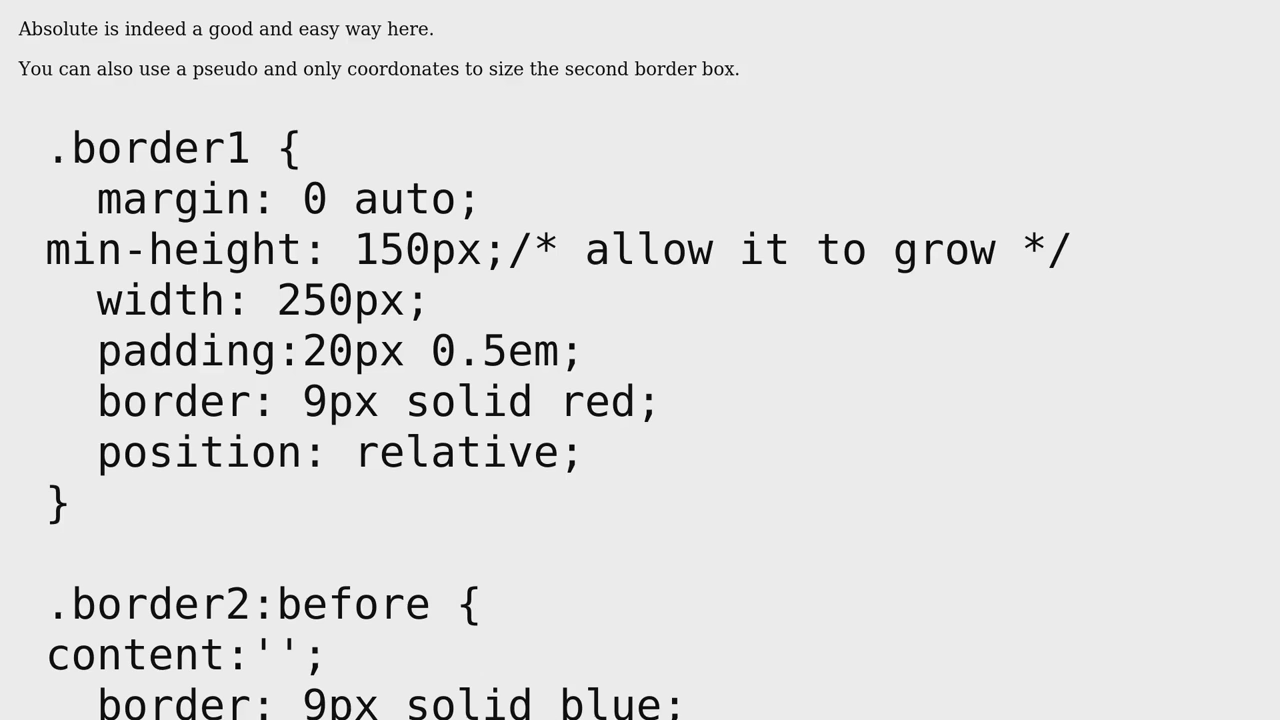 Absolute is indeed a good and easy way here.
You can also use a pseudo and only coordonates to size the second border box.
.border1 {
  margin: 0 auto;
min-height: 150px;/* allow it to grow */
  width: 250px;
  padding:20px 0.5em;
  border: 9px solid red;
  position: relative;
}
.border2:before {
content:'';
  border: 9px solid blue;